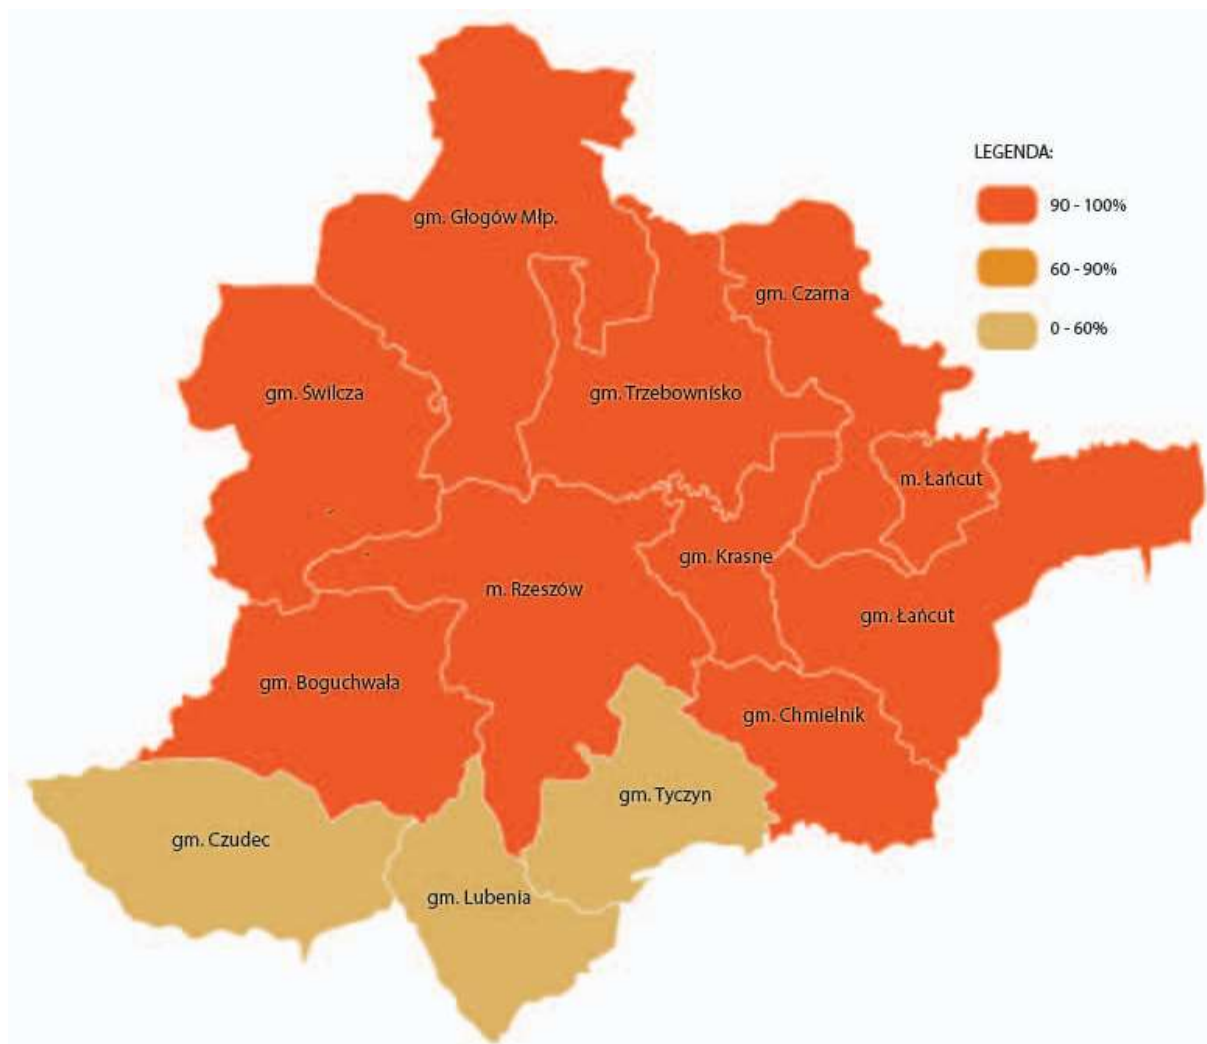 LEGENDA:
90 - 100%
60 - 90%
0 - 60%
gm. Głogów Młp.
gm. Czarna
gm. Świlcza
gm. Trzebownisko
m. Łańcut
gm. Krasne
m. Rzeszów
gm. Łańcut
gm. Boguchwała
gm. Chmielnik
gm. Tyczyn
gm. Czudec
gm. Lubenia